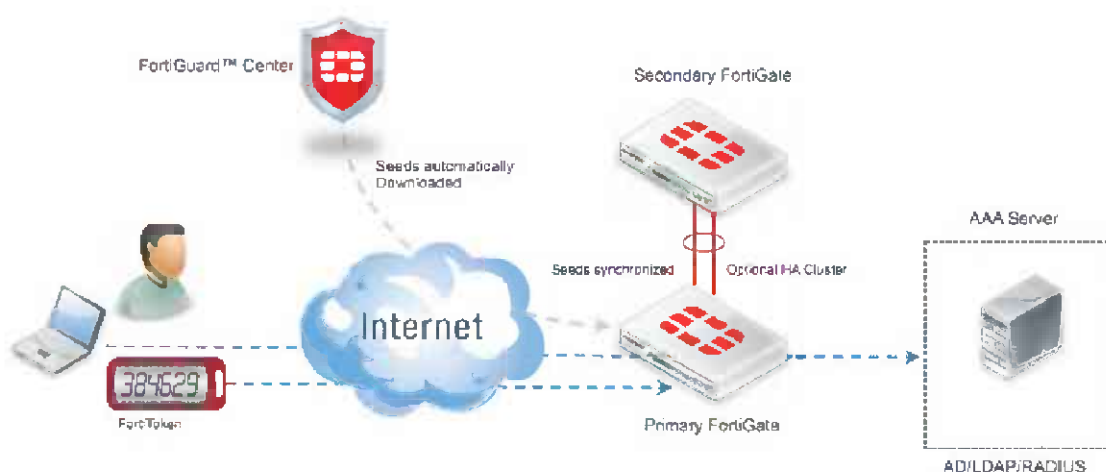 FortiGuard™ Center
Secondary FortiGate
Seeds automatically
Downloaded
AAA Server
Seeds synchronized
Optional HA Cluster
Internet
384629
FortiToken
Primary FortiGate
AD/LDAP/RADIUS